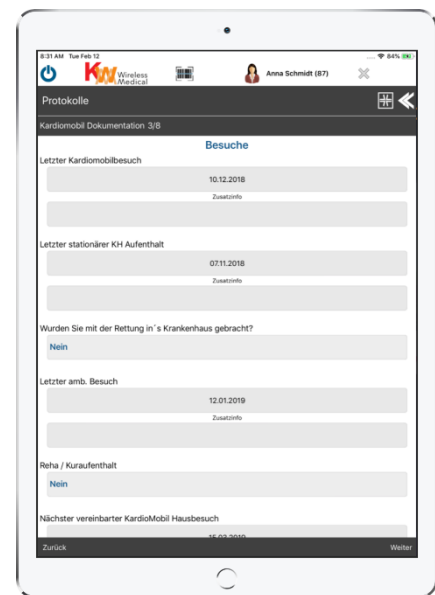 8:31 AM Tue Feb 12
84%
KW Wireless Medical
Anna Schmidt (87)
Protokolle
Kardiomobil Dokumentation 3/8
Besuche
Letzter Kardiomobilbesuch
10.12.2018
Zusatzinfo
Letzter stationärer KH Aufenthalt
07.11.2018
Zusatzinfo
Wurden Sie mit der Rettung in´s Krankenhaus gebracht?
Nein
Letzter amb. Besuch
12.01.2019
Zusatzinfo
Reha / Kuraufenthalt
Nein
Nächster vereinbarter KardioMobil Hausbesuch
Zurück
Weiter